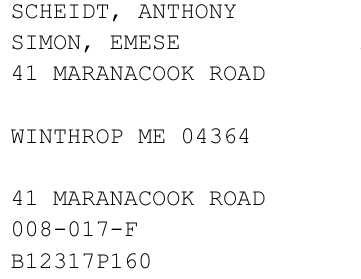 SCHEIDT, ANTHONY
SIMON, EMESE
41 MARANACOOK ROAD
WINTHROP ME 04364
41 MARANACOOK ROAD
008-017-F
B12317P160